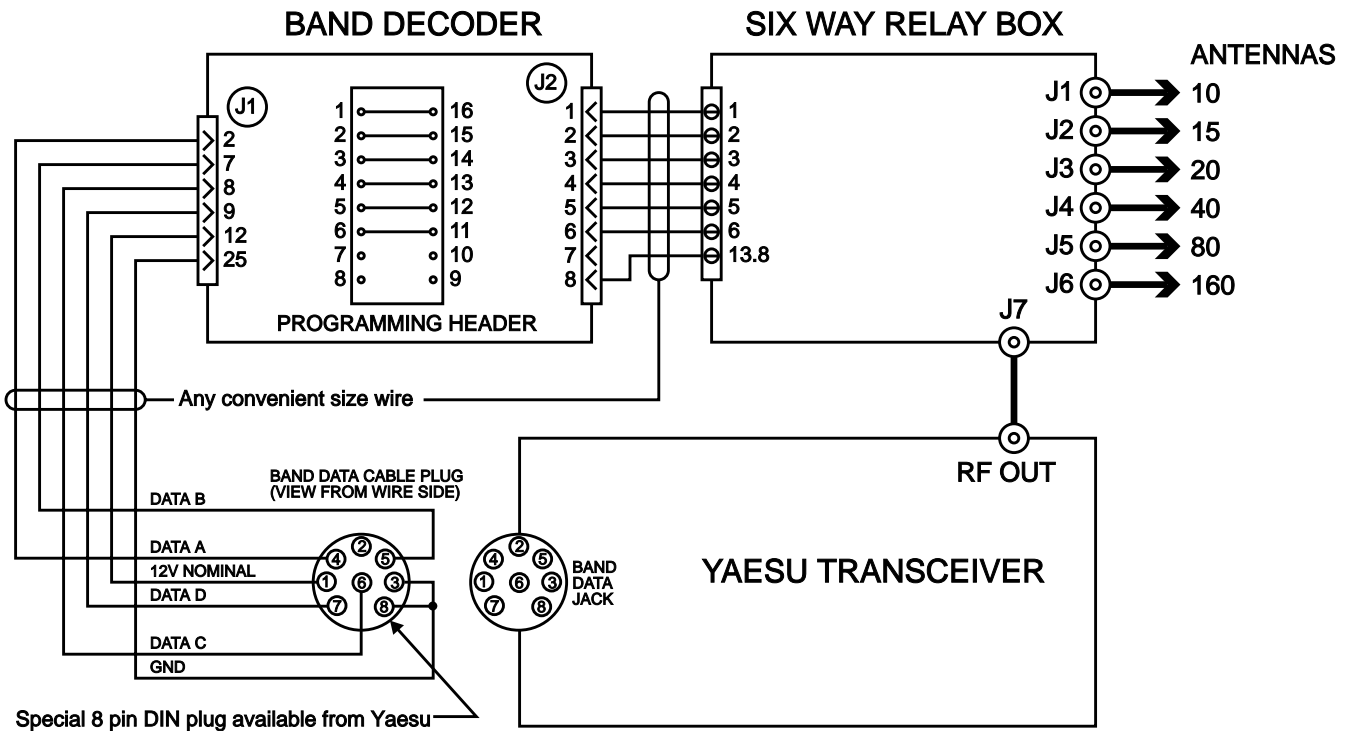 BAND DECODER
SIX WAY RELAY BOX
ANTENNAS
J1
2
7
8
9
12
25
1 16
2 15
3 14
4 13
5 12
6 11
7 10
8 9
PROGRAMMING HEADER
J2
1
2
3
4
5
6
7
8
1
2
3
4
5
6
13.8
J1 10
J2 15
J3 20
J4 40
J5 80
J6 160
J7
Any convenient size wire
RF OUT
BAND DATA CABLE PLUG
(VIEW FROM WIRE SIDE)
DATA B
DATA A
12V NOMINAL
DATA D
DATA C
GND
2
4 5
1 6 3
7 8
2
4 5
1 6 3
7 8
BAND
DATA
JACK
YAESU TRANSCEIVER
Special 8 pin DIN plug available from Yaesu